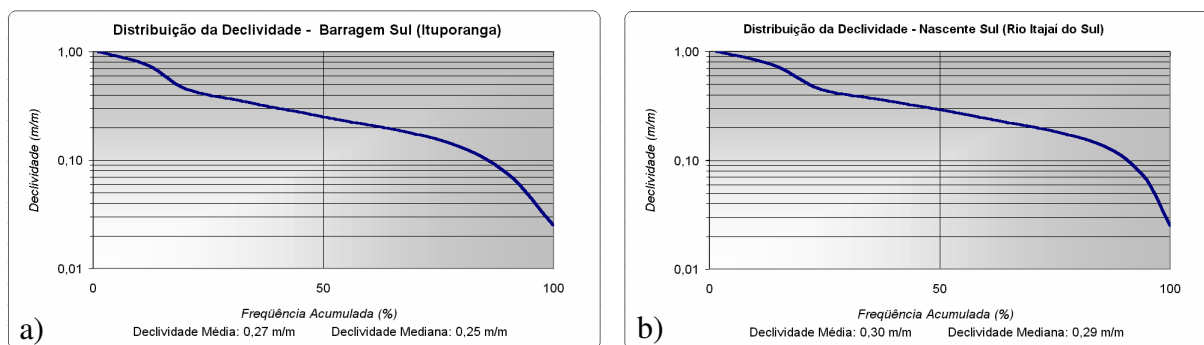 Distribuição da Declividade -  Barragem Sul (Ituporanga)
1,00
0,10
0,01
Declividade (m/m)
0
50
100
Freqüência Acumulada (%)
Declividade Média: 0,27 m/m
Declividade Mediana: 0,25 m/m
a)
Distribuição da Declividade - Nascente Sul (Rio Itajaí do Sul)
1,00
0,10
0,01
Declividade (m/m)
0
50
100
Freqüência Acumulada (%)
Declividade Média: 0,30 m/m
Declividade Mediana: 0,29 m/m
b)